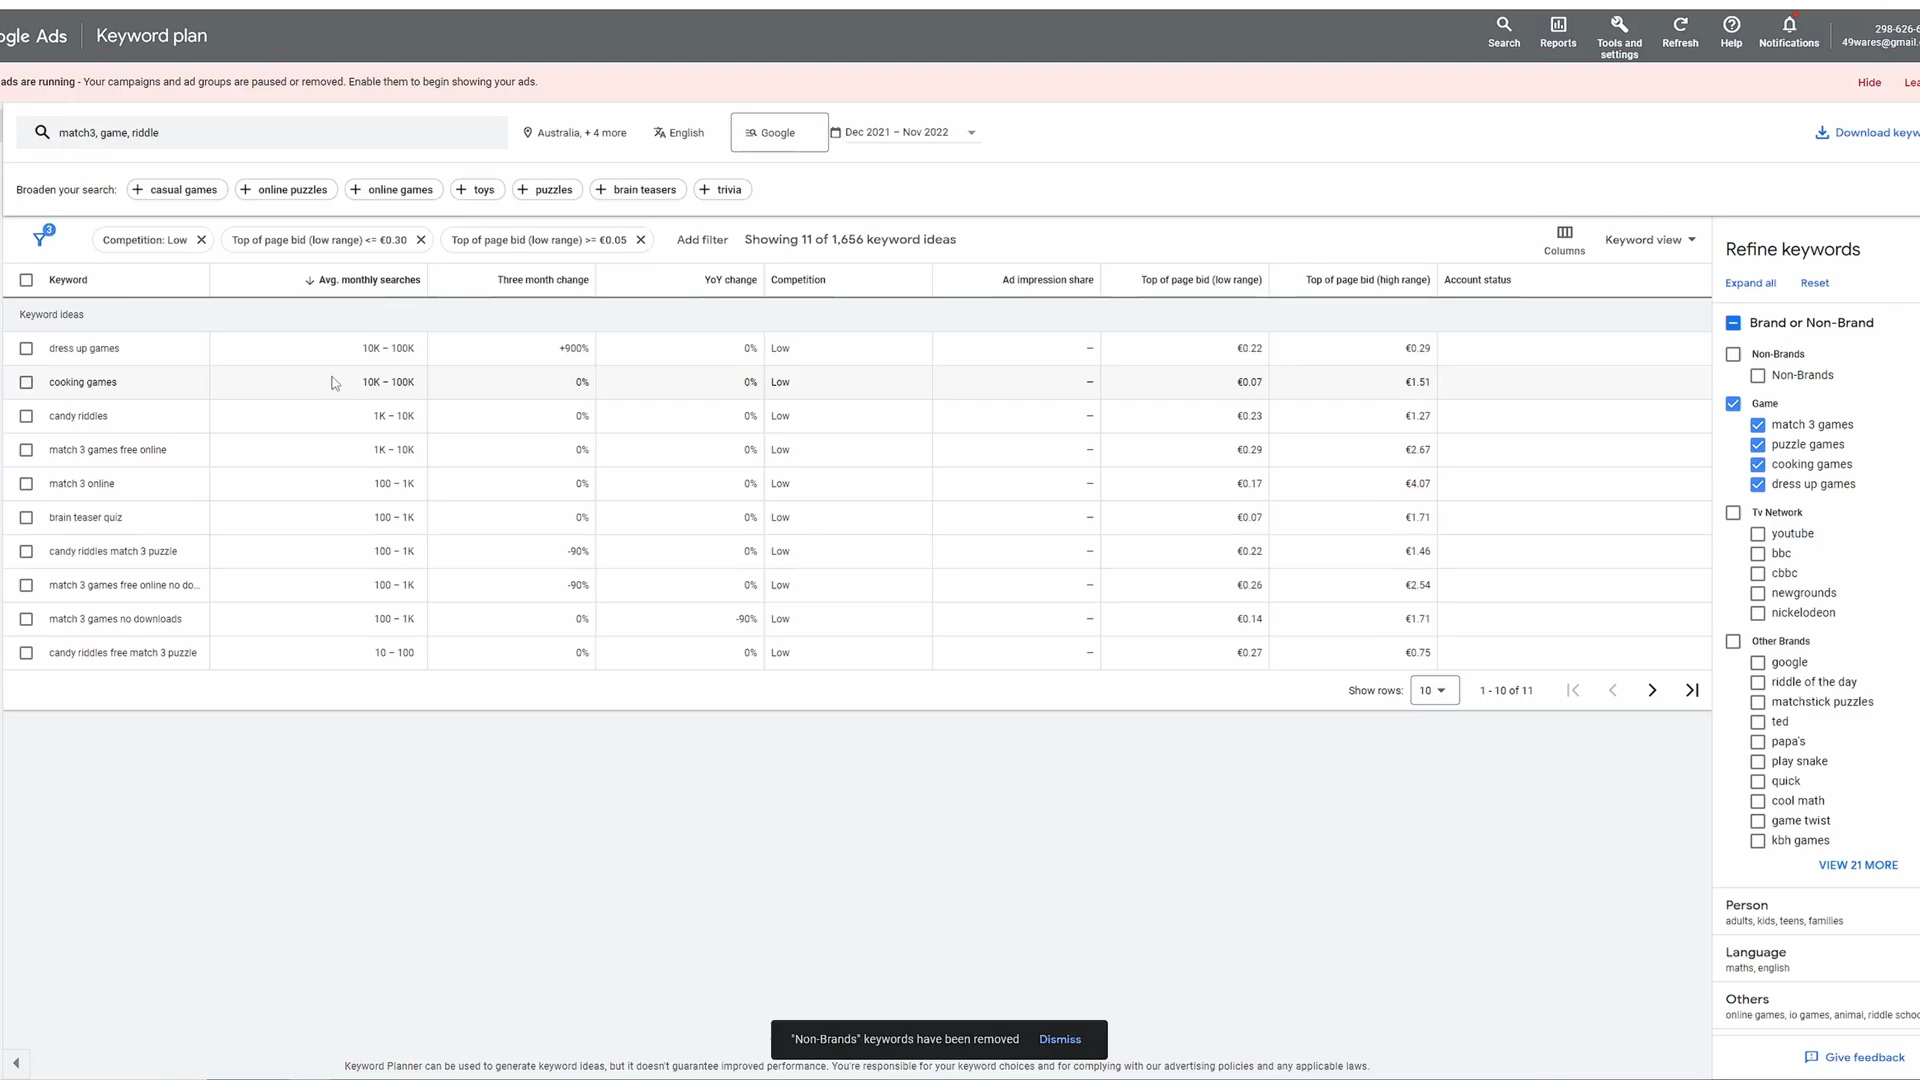 ogle Ads
Keyword plan
Search
Reports
Tools and
settings
Refresh
Help
Notifications
298-626-6
49wares@gmail.
ads are running - Your campaigns and ad groups are paused or removed. Enable them to begin showing your ads.
Hide
Lea
match3, game, riddle
Australia, + 4 more
English
Google
Dec 2021 – Nov 2022
Download keyw
Broaden your search:
casual games
online puzzles
online games
toys
puzzles
brain teasers
trivia
3
Competition: Low
Top of page bid (low range) <= €0.30
Top of page bid (low range) >= €0.05
Add filter
Showing 11 of 1,656 keyword ideas
Columns
Keyword view
Keyword Avg. monthly searches Three month change YoY change Competition Ad impression share Top of page bid (low range) Top of page bid (high range) Account status
Keyword ideas
dress up games 10K – 100K +900% 0% Low – €0.22 €0.29
cooking games 10K – 100K 0% 0% Low – €0.07 €1.51
candy riddles 1K – 10K 0% 0% Low – €0.23 €1.27
match 3 games free online 1K – 10K 0% 0% Low – €0.29 €2.67
match 3 online 100 – 1K 0% 0% Low – €0.17 €4.07
brain teaser quiz 100 – 1K 0% 0% Low – €0.07 €1.71
candy riddles match 3 puzzle 100 – 1K -90% 0% Low – €0.22 €1.46
match 3 games free online no do... 100 – 1K -90% 0% Low – €0.26 €2.54
match 3 games no downloads 100 – 1K 0% -90% Low – €0.14 €1.71
candy riddles free match 3 puzzle 10 – 100 0% 0% Low – €0.27 €0.75
Show rows: 10 1 - 10 of 11
Refine keywords
Expand all
Reset
Brand or Non-Brand
Non-Brands
Non-Brands
Game
match 3 games
puzzle games
cooking games
dress up games
Tv Network
youtube
bbc
cbbc
newgrounds
nickelodeon
Other Brands
google
riddle of the day
matchstick puzzles
ted
papa's
play snake
quick
cool math
game twist
kbh games
VIEW 21 MORE
Person
adults, kids, teens, families
Language
maths, english
Others
online games, io games, animal, riddle schoo
Give feedback
"Non-Brands" keywords have been removed
Dismiss
Keyword Planner can be used to generate keyword ideas, but it doesn't guarantee improved performance. You're responsible for your keyword choices and for complying with our advertising policies and any applicable laws.